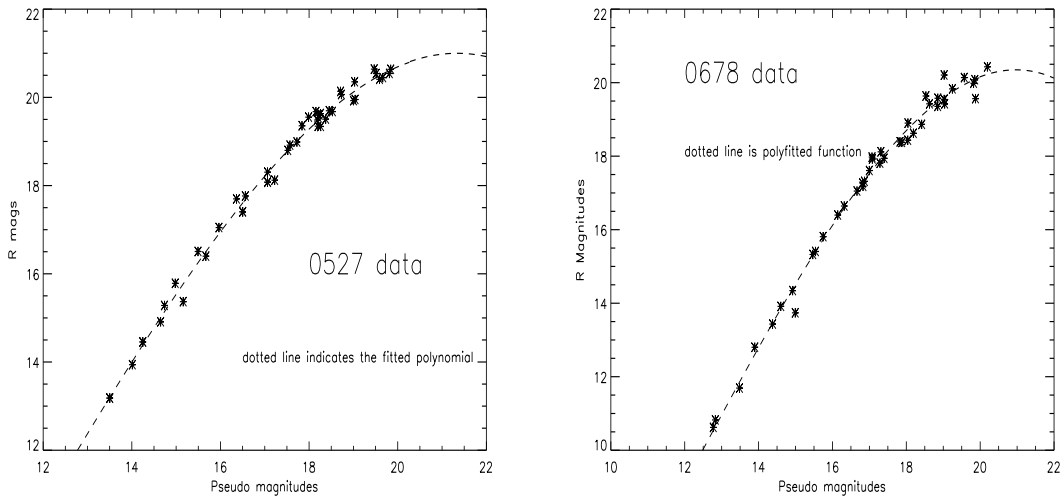 22
20
18
16
14
12
R mags
0527 data
dotted line indicates the fitted polynomial
12 14 16 18 20 22
Pseudo magnitudes
22
20
18
16
14
12
10
R Magnitudes
0678 data
dotted line is polyfitted function
10 12 14 16 18 20 22
Pseudo magnitudes